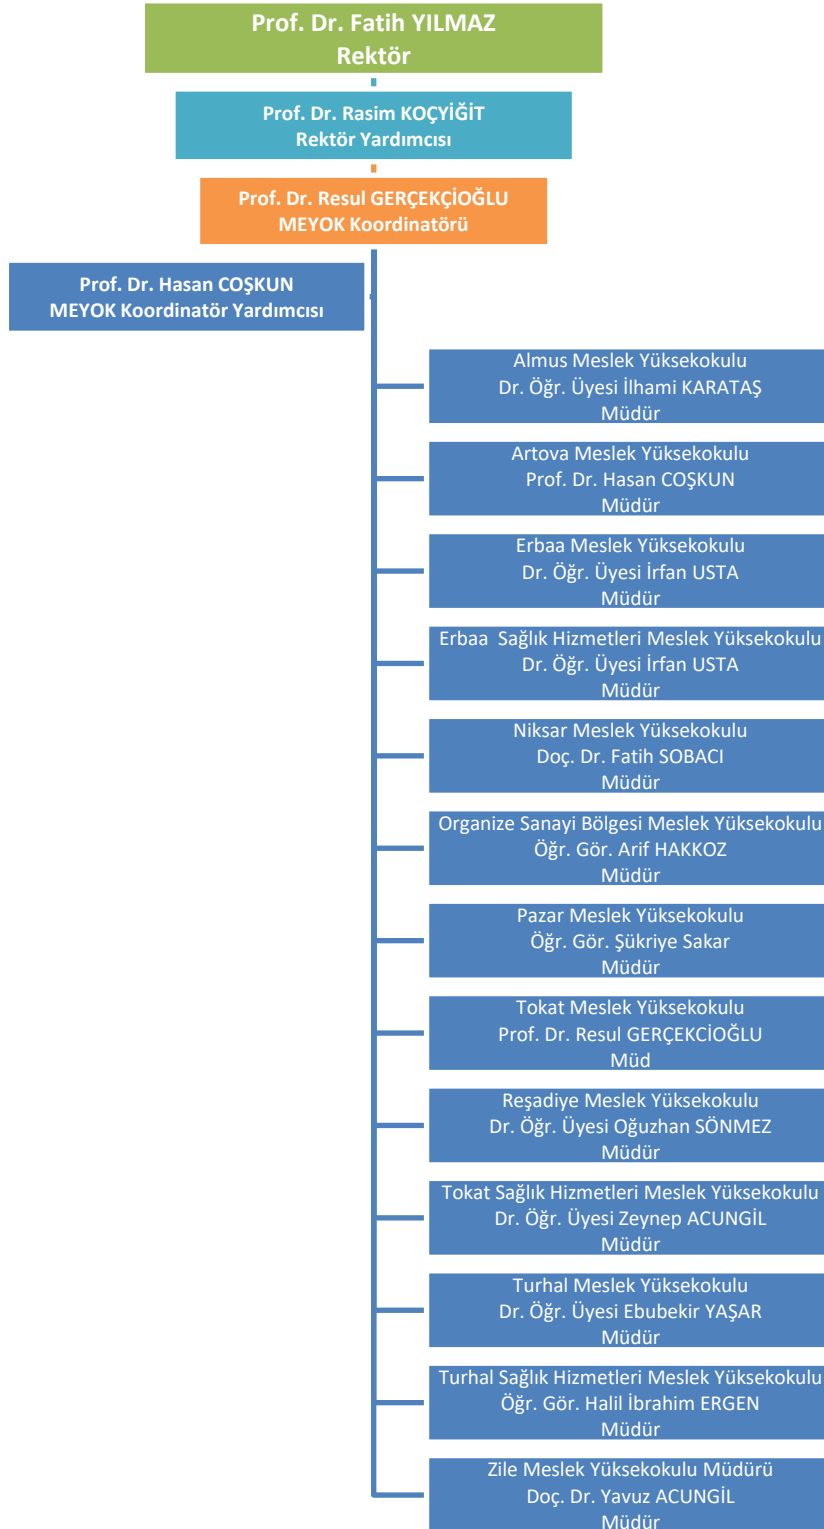 Prof. Dr. Fatih YILMAZ
Rektör
Prof. Dr. Rasim KOÇYİĞİT
Rektör Yardımcısı
Prof. Dr. Resul GERÇEKÇİOĞLU
MEYOK Koordinatörü
Prof. Dr. Hasan COŞKUN
MEYOK Koordinatör Yardımcısı
Almus Meslek Yüksekokulu
Dr. Öğr. Üyesi İlhami KARATAŞ
Müdür
Artova Meslek Yüksekokulu
Prof. Dr. Hasan COŞKUN
Müdür
Erbaa Meslek Yüksekokulu
Dr. Öğr. Üyesi İrfan USTA
Müdür
Erbaa  Sağlık Hizmetleri Meslek Yüksekokulu
Dr. Öğr. Üyesi İrfan USTA
Müdür
Niksar Meslek Yüksekokulu
Doç. Dr. Fatih SOBACI
Müdür
Organize Sanayi Bölgesi Meslek Yüksekokulu
Öğr. Gör. Arif HAKKOZ
Müdür
Pazar Meslek Yüksekokulu
Öğr. Gör. Şükriye Sakar
Müdür
Tokat Meslek Yüksekokulu
Prof. Dr. Resul GERÇEKCİOĞLU
Müd
Reşadiye Meslek Yüksekokulu
Dr. Öğr. Üyesi Oğuzhan SÖNMEZ
Müdür
Tokat Sağlık Hizmetleri Meslek Yüksekokulu
Dr. Öğr. Üyesi Zeynep ACUNGİL
Müdür
Turhal Meslek Yüksekokulu
Dr. Öğr. Üyesi Ebubekir YAŞAR
Müdür
Turhal Sağlık Hizmetleri Meslek Yüksekokulu
Öğr. Gör. Halil İbrahim ERGEN
Müdür
Zile Meslek Yüksekokulu Müdürü
Doç. Dr. Yavuz ACUNGİL
Müdür